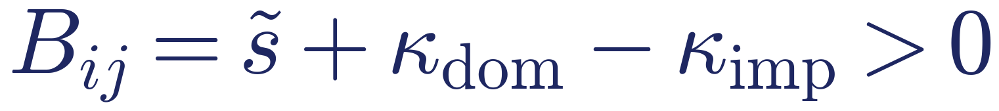 $B_{ij} = \tilde{s} + \kappa_{\mathrm{dom}} - \kappa_{\mathrm{imp}} > 0$